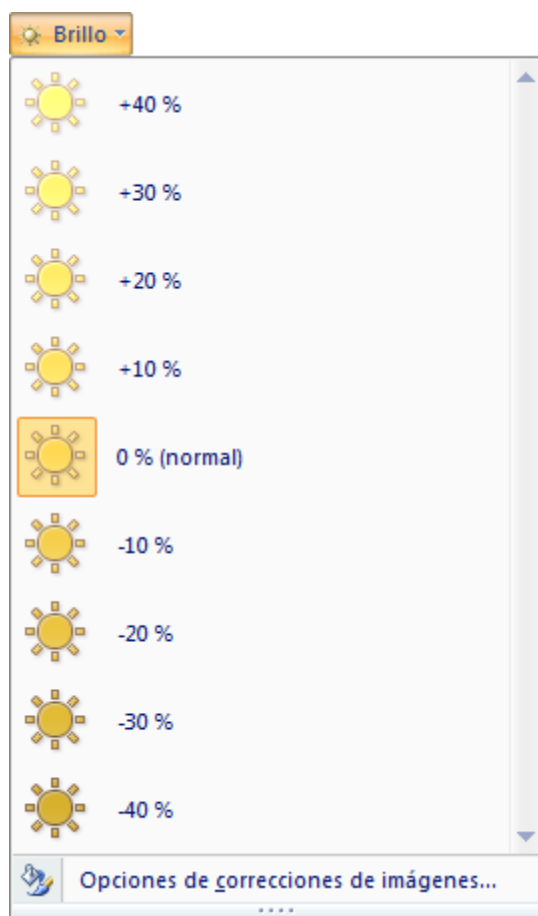 Brillo
+40 %
+30 %
+20 %
+10 %
0 % (normal)
-10 %
-20 %
-30 %
-40 %
Opciones de correcciones de imágenes...